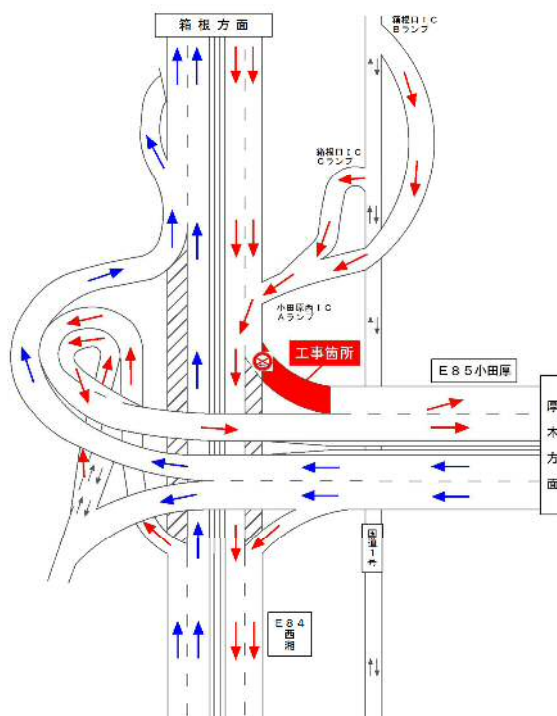 箱根方面
箱根口IC
Bランプ
箱根口IC
Cランプ
小田原西IC
Aランプ
工事箇所
E85小田厚
厚木方面
国道1号
E84
西湘